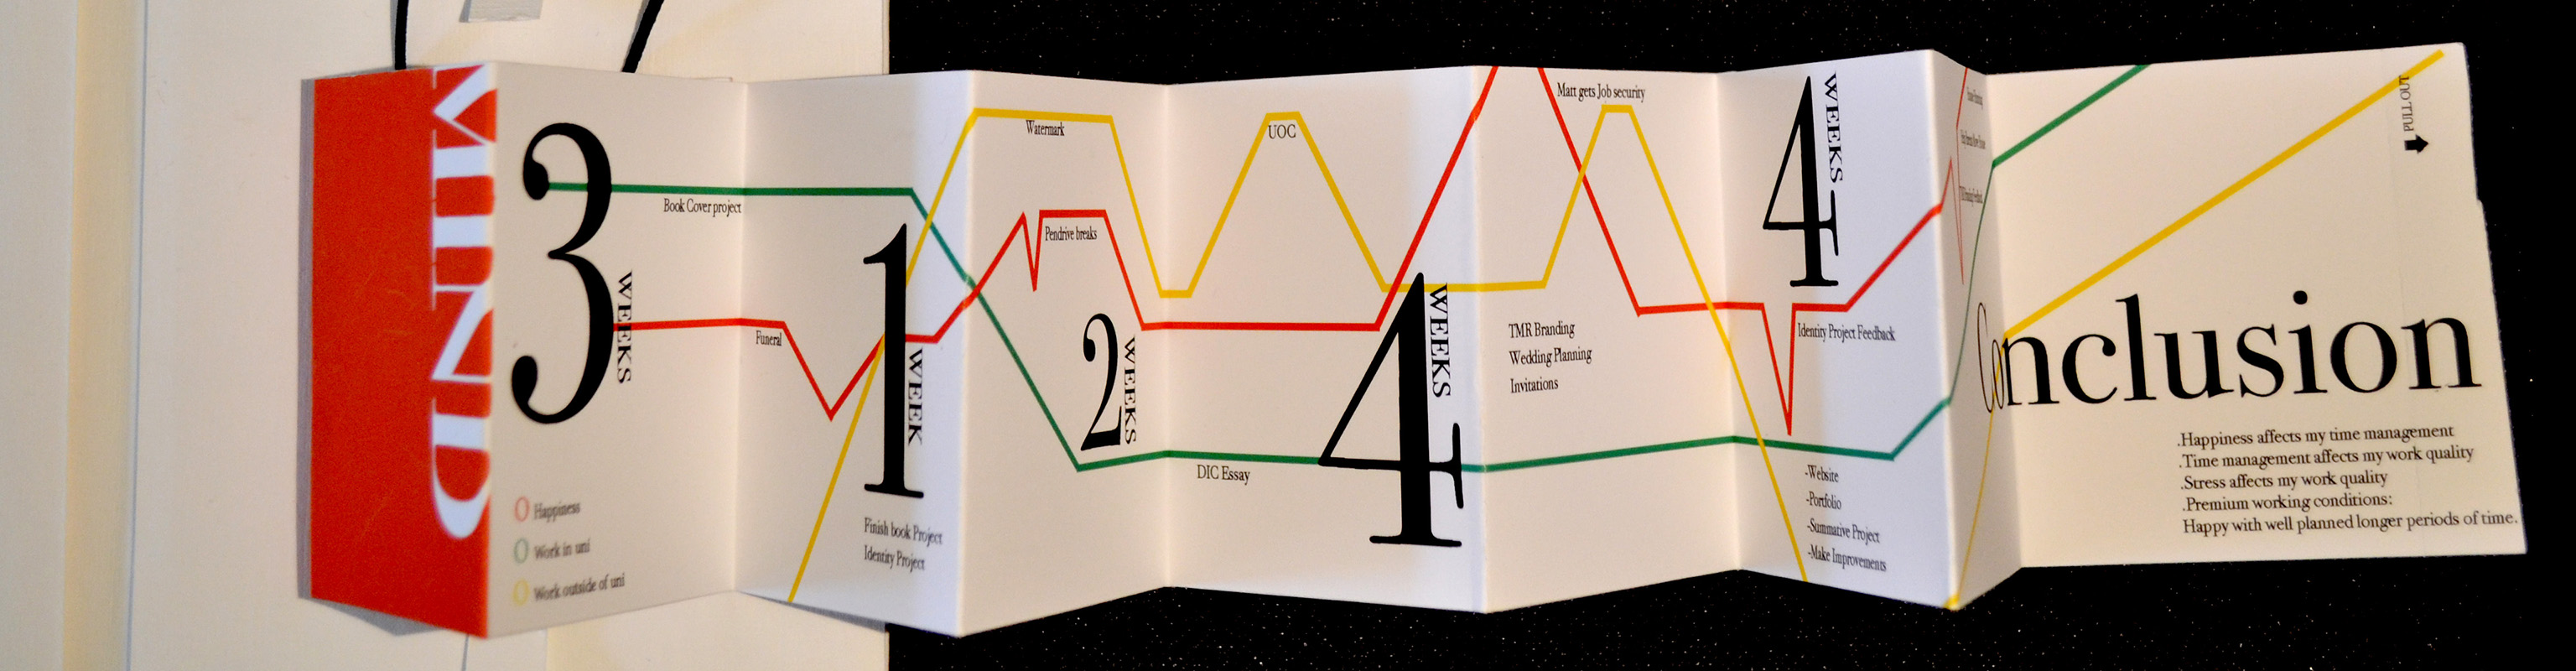 MIND
3
WEEKS
Book Cover project
Happiness
Work in uni
Work outside of uni
Funeral
1
WEEK
Finish book Project
Identity Project
Watermark
Pendrive breaks
2
WEEKS
UOC
DIC Essay
4
WEEKS
Matt gets Job security
TMR Branding
Wedding Planning
Invitations
4
WEEKS
Identity Project Feedback
-Website
-Portfolio
-Summative Project
-Make Improvements
PULL OUT
Conclusion
.Happiness affects my time management
.Time management affects my work quality
.Stress affects my work quality
.Premium working conditions:
Happy with well planned longer periods of time.